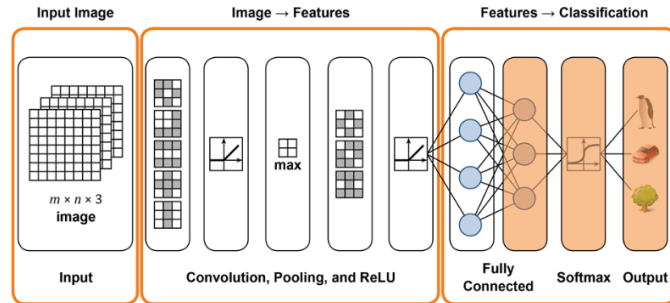 Input Image
Image → Features
Features → Classification
max
m × n × 3
image
Input
Convolution, Pooling, and ReLU
Fully
Connected
Softmax
Output